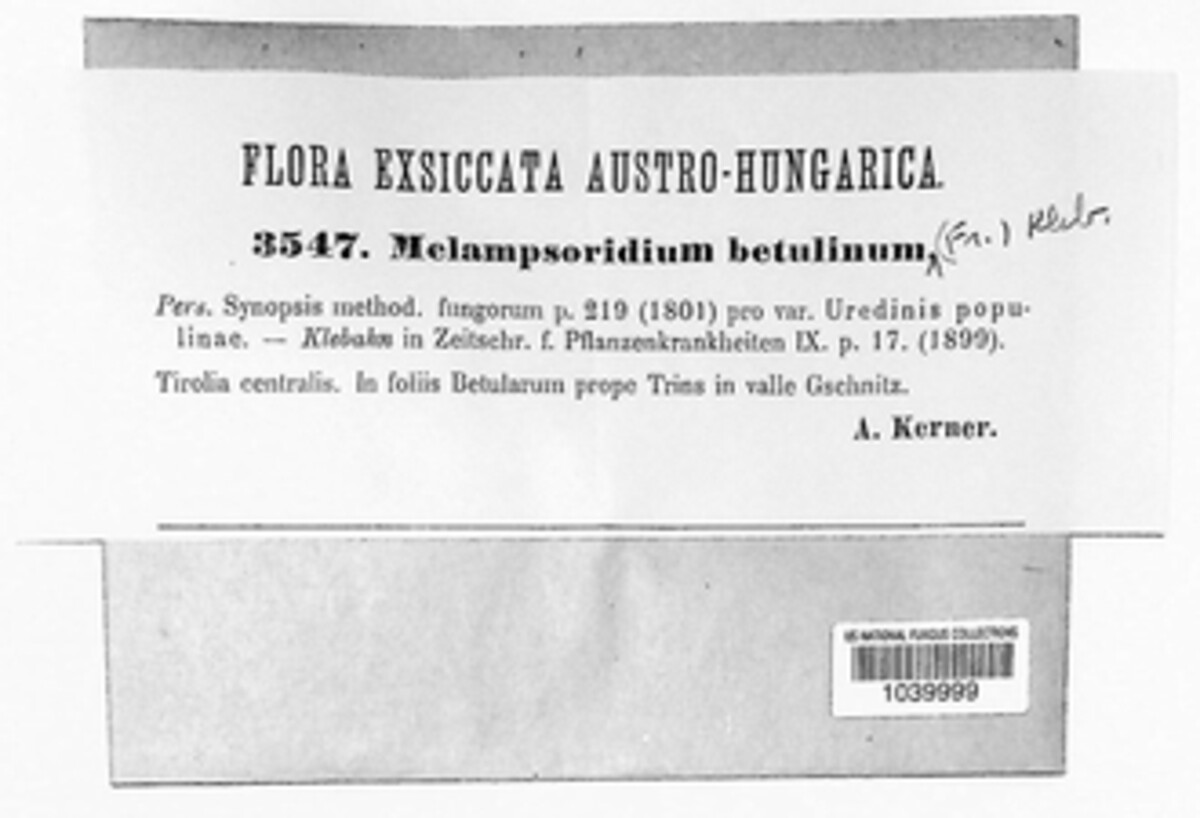 FLORA EXSICCATA AUSTRO-HUNGARICA.
3547. Melampsoridium betulinum (Fr.) Kleb.
Pers. Synopsis method. fungorum p. 219 (1801) pro var. Uredinis popu-
linae. — Klebahn in Zeitschr. f. Pflanzenkrankheiten IX. p. 17. (1899).
Tirolia centralis. In foliis Betularum prope Trins in valle Gschnitz.
A. Kerner.
US NATIONAL FUNGUS COLLECTIONS
1039999